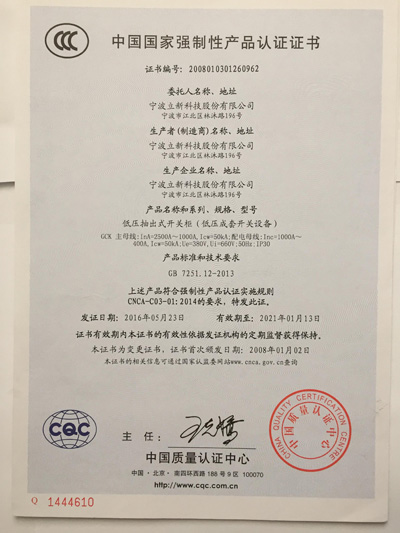 中国国家强制性产品认证证书
证书编号：2008010301260962
委托人名称、地址
宁波立新科技股份有限公司
宁波市江北区林沐路196号
生产者(制造商)名称、地址
宁波立新科技股份有限公司
宁波市江北区林沐路196号
生产企业名称、地址
宁波立新科技股份有限公司
宁波市江北区林沐路196号
产品名称和系列、规格、型号
低压抽出式开关柜（低压成套开关设备）
GCK 主母线:InA=2500A～1000A,Icw=50kA;配电母线:Inc=1000A～
400A,Icw=50kA;Ue=380V,Ui=660V;50Hz;IP30
产品标准和技术要求
GB 7251.12-2013
上述产品符合强制性产品认证实施规则
CNCA-C03-01:2014的要求，特发此证。
发证日期：2016年05月23日 有效期至：2021年01月13日
证书有效期内本证书的有效性依据发证机构的定期监督获得保持。
本证书为变更证书，证书首次颁发日期：2008年01月02日
本证书的相关信息可通过国家认监委网站www.cnca.gov.cn查询
CQC
主任：
CHINA QUALITY CERTIFICATION CENTRE
中国质量认证中心
中国质量认证中心
中国・北京・南四环西路188号9区 100070
http://www.cqc.com.cn
Q 1444610